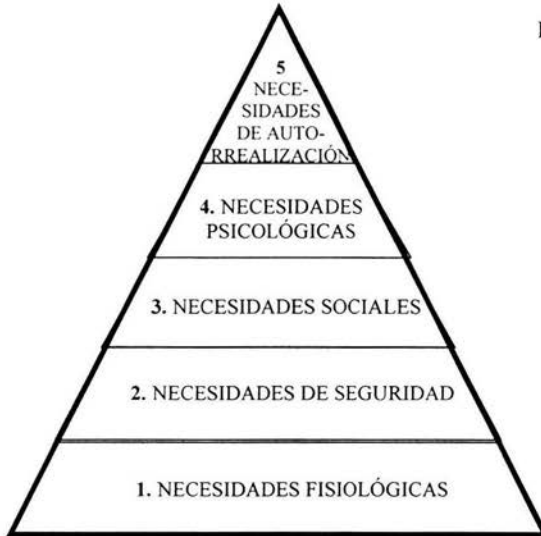 5
NECE-
SIDADES
DE AUTO-
RREALIZACIÓN
4. NECESIDADES
PSICOLÓGICAS
3. NECESIDADES SOCIALES
2. NECESIDADES DE SEGURIDAD
1. NECESIDADES FISIOLÓGICAS